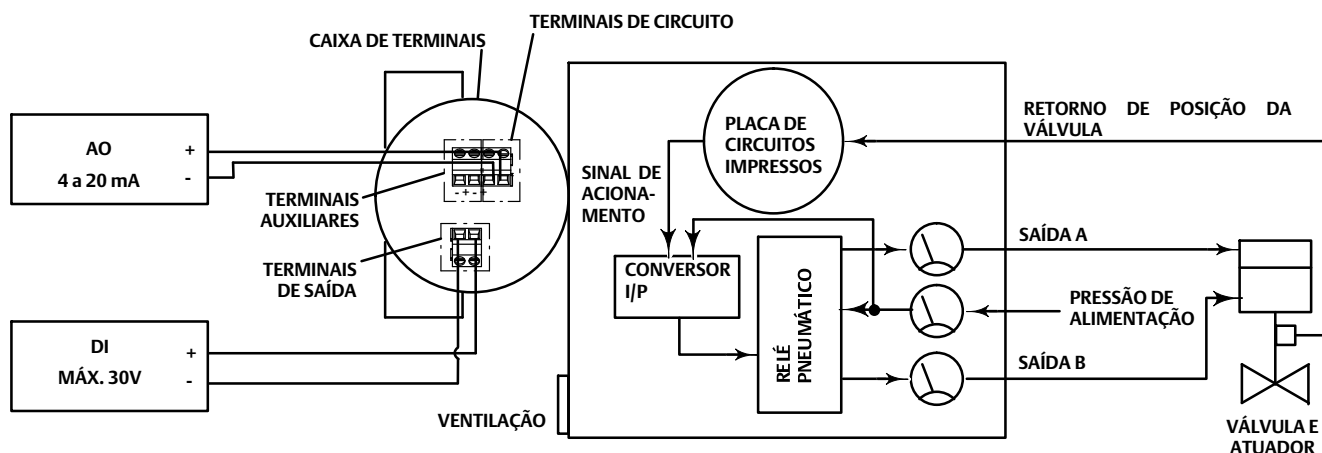 TERMINAIS DE CIRCUITO
CAIXA DE TERMINAIS
AO
4 a 20 mA
+
-
TERMINAIS
AUXILIARES
- + - +
TERMINAIS
DE SAÍDA
DI
MÁX. 30V
+
-
VENTILAÇÃO
PLACA DE
CIRCUITOS
IMPRESSOS
SINAL DE
ACIONA-
MENTO
CONVERSOR
I/P
RELÉ
PNEUMÁTICO
RETORNO DE POSIÇÃO DA
VÁLVULA
SAÍDA A
PRESSÃO DE
ALIMENTAÇÃO
SAÍDA B
VÁLVULA E
ATUADOR